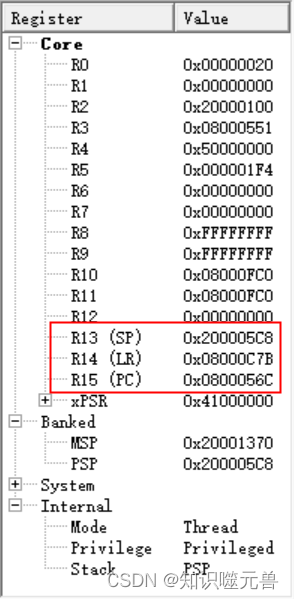 Register Value
Core
R0 0x00000020
R1 0x00000000
R2 0x20000100
R3 0x08000551
R4 0x50000000
R5 0x000001F4
R6 0x00000000
R7 0x00000000
R8 0xFFFFFFFF
R9 0xFFFFFFFF
R10 0x08000FC0
R11 0x08000FC0
R12 0x00000000
R13 (SP) 0x200005C8
R14 (LR) 0x08000C7B
R15 (PC) 0x0800056C
xPSR 0x41000000
Banked
MSP 0x20001370
PSP 0x200005C8
System
Internal
Mode Thread
Privilege Privileged
Stack PSP
CSDN @知识噬元兽